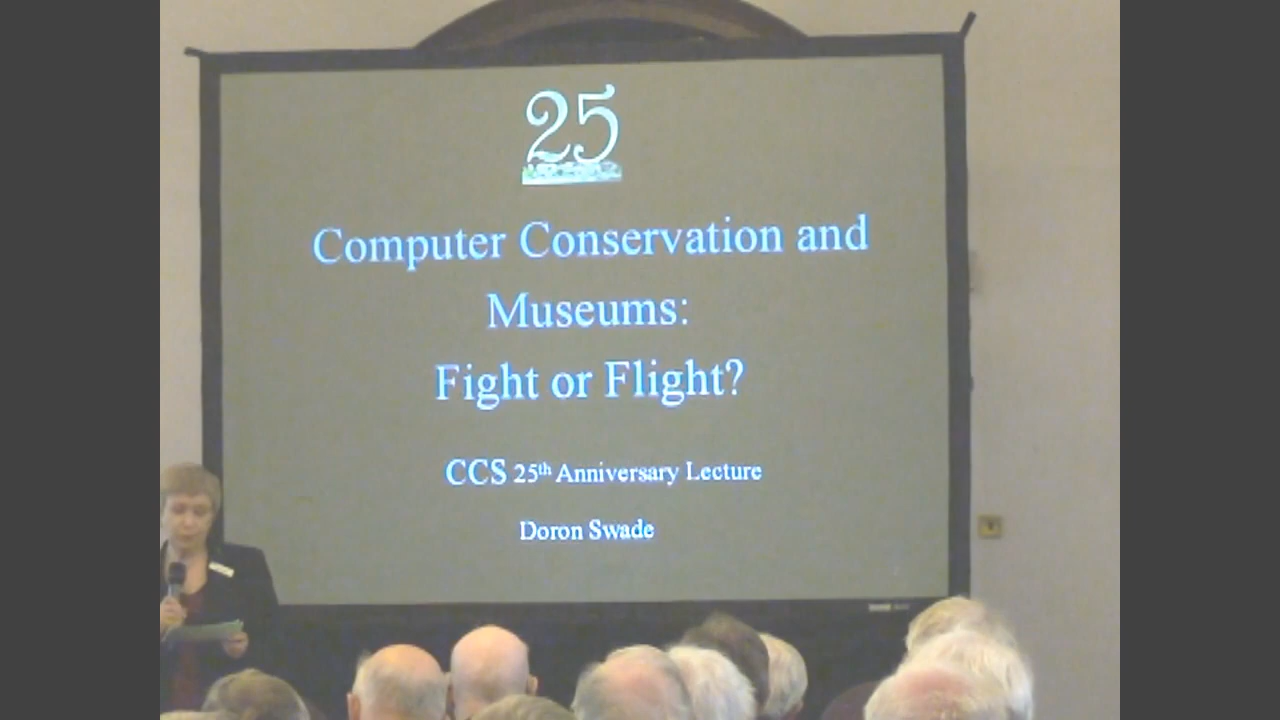 25
Computer Conservation and
Museums:
Fight or Flight?
CCS 25th Anniversary Lecture
Doron Swade